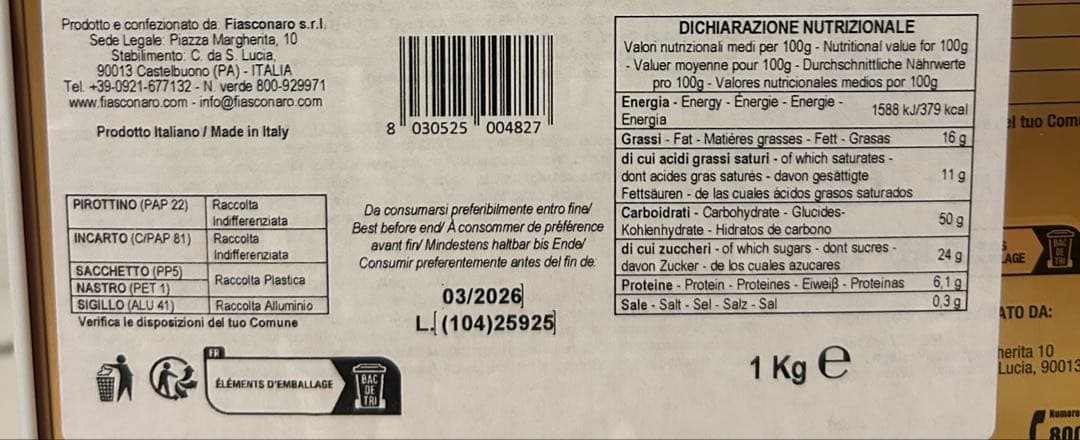 Prodotto e confezionato da: Fiasconaro s.r.l.
Sede Legale: Piazza Margherita, 10
Stabilimento: C. da S. Lucia,
90013 Castelbuono (PA) - ITALIA
Tel. +39-0921-677132 - N. verde 800-929971
www.fiasconaro.com - info@fiasconaro.com
Prodotto Italiano / Made in Italy
8 030525 004827
PIROTTINO (PAP 22) Raccolta
Indifferenziata
INCARTO (C/PAP 81) Raccolta
Indifferenziata
SACCHETTO (PP5)
NASTRO (PET 1) Raccolta Plastica
SIGILLO (ALU 41) Raccolta Alluminio
Verifica le disposizioni del tuo Comune
FR
ÉLÉMENTS D'EMBALLAGE
BAC
DE
TRI
Da consumarsi preferibilmente entro fine/
Best before end/ À consommer de préférence
avant fin/ Mindestens haltbar bis Ende/
Consumir preferentemente antes del fin de:
03/2026
L. (104)25925
DICHIARAZIONE NUTRIZIONALE
Valori nutrizionali medi per 100g - Nutritional value for 100g
- Valuer moyenne pour 100g - Durchschnittliche Nährwerte
pro 100g - Valores nutricionales medios por 100g
Energia - Energy - Énergie - Energie -
Energía 1588 kJ/379 kcal
Grassi - Fat - Matières grasses - Fett - Grasas 16 g
di cui acidi grassi saturi - of which saturates -
dont acides gras saturés - davon gesättigte 11 g
Fettsäuren - de las cuales ácidos grasos saturados
Carboidrati - Carbohydrate - Glucides-
Kohlenhydrate - Hidratos de carbono 50 g
di cui zuccheri - of which sugars - dont sucres -
davon Zucker - de los cuales azucares 24 g
Proteine - Protein - Proteines - Eiweiß - Proteínas 6,1 g
Sale - Salt - Sel - Salz - Sal 0,3 g
1 Kg e
el tuo Com
AGE
BAC
DE
TRI
ATO DA:
herita 10
Lucia, 90013
Numero
800